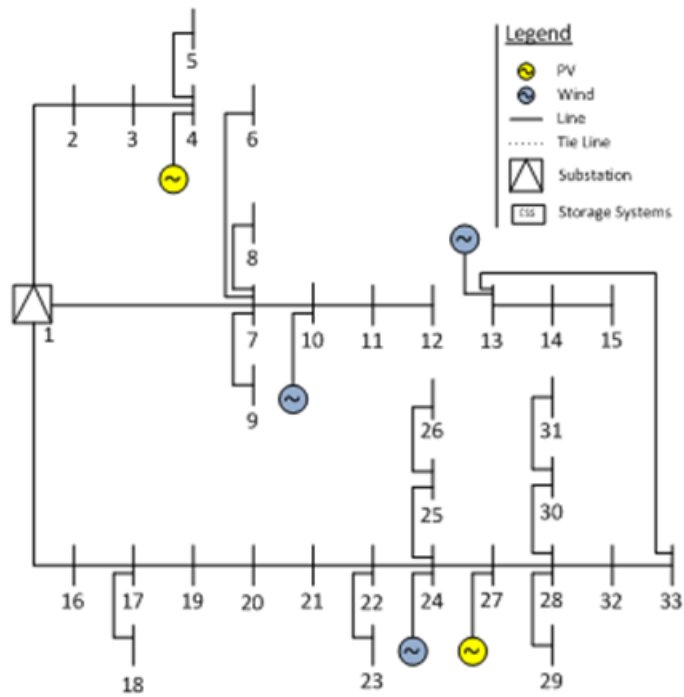 Legend
PV
Wind
Line
Tie Line
Substation
ESS Storage Systems
5
2 3 4 6
8
1 7 10 11 12 13 14 15
9
26 31
25 30
16 17 19 20 21 22 24 27 28 32 33
18 23 29